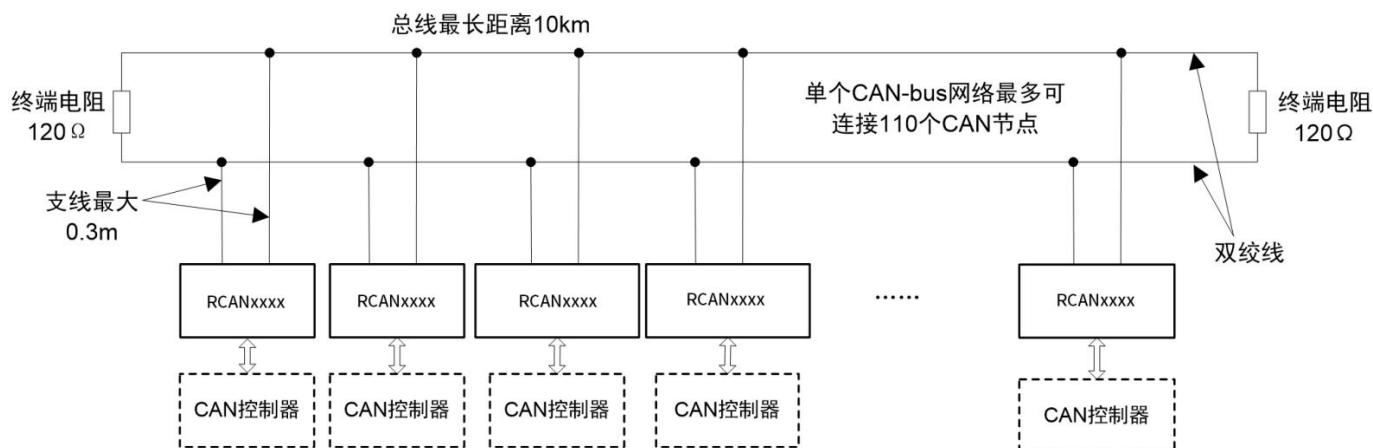 总线最长距离10km
终端电阻
120Ω
单个CAN-bus网络最多可
连接110个CAN节点
终端电阻
120Ω
支线最大
0.3m
双绞线
RCANxxxx
RCANxxxx
RCANxxxx
RCANxxxx
......
RCANxxxx
CAN控制器
CAN控制器
CAN控制器
CAN控制器
CAN控制器